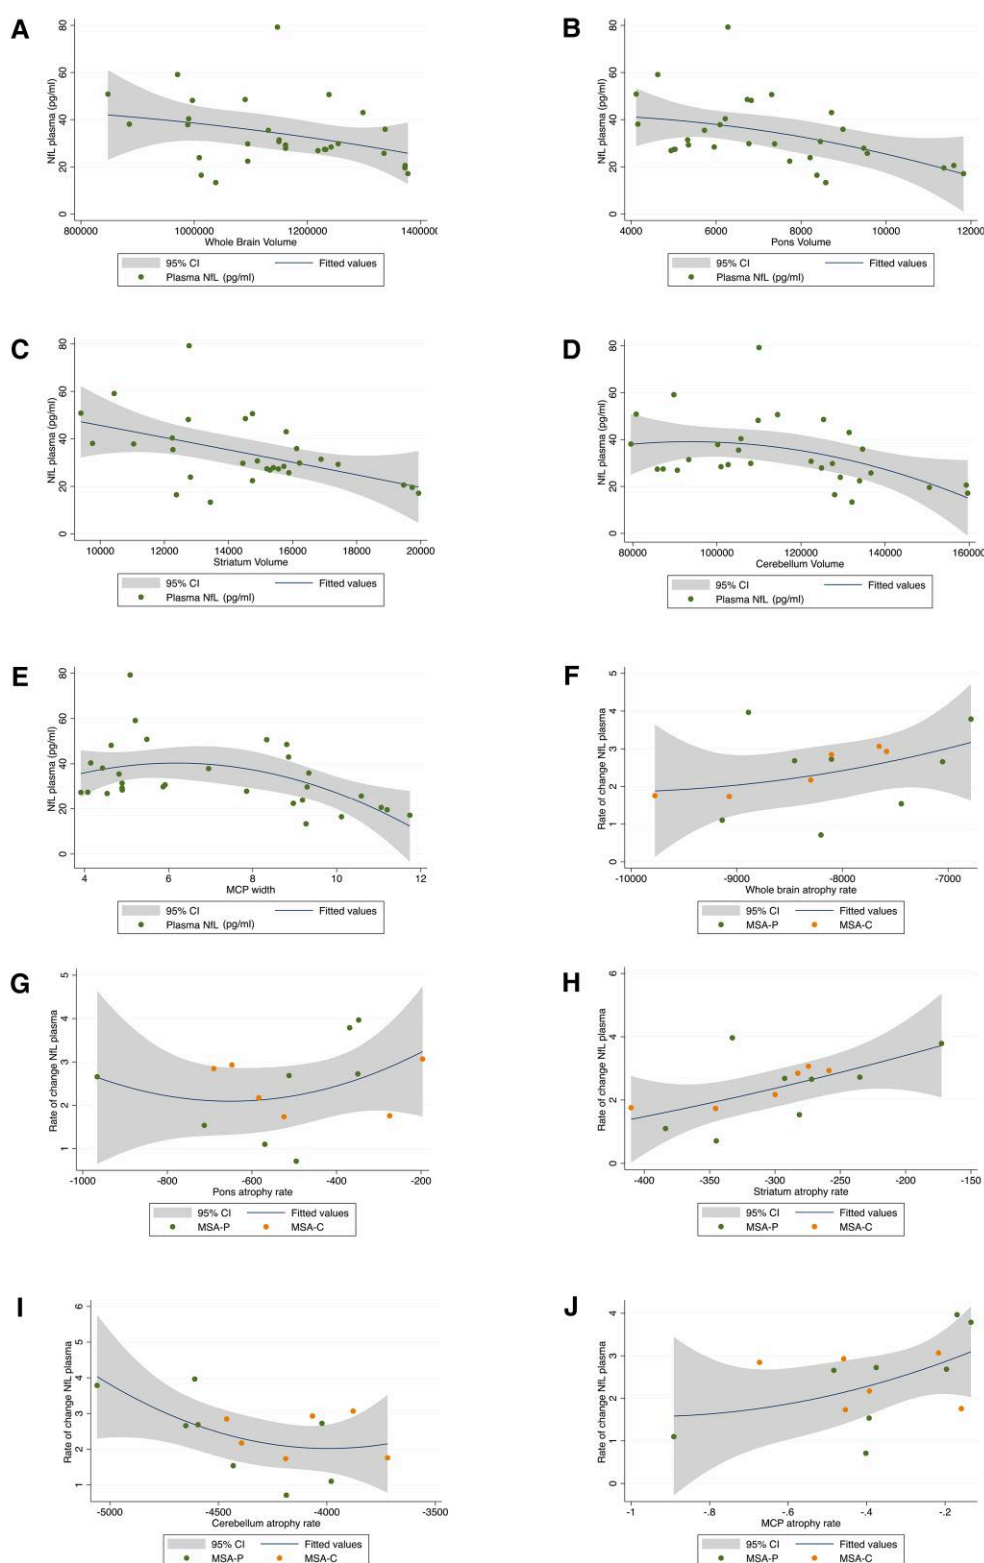 A
NfL plasma (pg/ml)
80
60
40
20
0
800000 1000000 1200000 1400000
Whole Brain Volume
95% CI Fitted values
Plasma NfL (pg/ml)
B
NfL plasma (pg/ml)
80
60
40
20
0
4000 6000 8000 10000 12000
Pons Volume
95% CI Fitted values
Plasma NfL (pg/ml)
C
NfL plasma (pg/ml)
80
60
40
20
0
10000 12000 14000 16000 18000 20000
Striatum Volume
95% CI Fitted values
Plasma NfL (pg/ml)
D
NfL plasma (pg/ml)
80
60
40
20
0
80000 100000 120000 140000 160000
Cerebellum Volume
95% CI Fitted values
Plasma NfL (pg/ml)
E
NfL plasma (pg/ml)
80
60
40
20
0
4 6 8 10 12
MCP width
95% CI Fitted values
Plasma NfL (pg/ml)
F
Rate of change NfL plasma
5
4
3
2
1
0
-10000 -9000 -8000 -7000
Whole brain atrophy rate
95% CI Fitted values
MSA-P MSA-C
G
Rate of change NfL plasma
5
4
3
2
1
-1000 -800 -600 -400 -200
Pons atrophy rate
95% CI Fitted values
MSA-P MSA-C
H
Rate of change NfL plasma
6
4
2
0
-400 -350 -300 -250 -200 -150
Striatum atrophy rate
95% CI Fitted values
MSA-P MSA-C
I
Rate of change NfL plasma
6
5
4
3
2
1
-5000 -4500 -4000 -3500
Cerebellum atrophy rate
95% CI Fitted values
MSA-P MSA-C
J
Rate of change NfL plasma
4
3
2
1
0
-1 -.8 -.6 -.4 -.2
MCP atrophy rate
95% CI Fitted values
MSA-P MSA-C